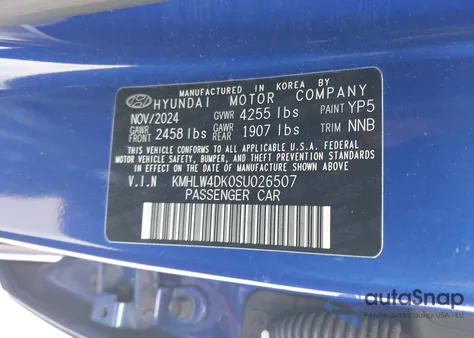 MANUFACTURED IN KOREA BY
HYUNDAI MOTOR COMPANY
NOV/2024 GVWR 4255 lbs PAINT YP5
GAWR FRONT 2458 lbs GAWR REAR 1907 lbs TRIM NNB
THIS VEHICLE CONFORMS TO ALL APPLICABLE U.S. FEDERAL MOTOR
VEHICLE SAFETY, BUMPER, AND THEFT PREVENTION STANDARDS
IN EFFECT ON THE DATE OF MANUFACTURE SHOWN ABOVE.
V.I.N KMHLW4DK0SU026507
PASSENGER CAR
autoSnap